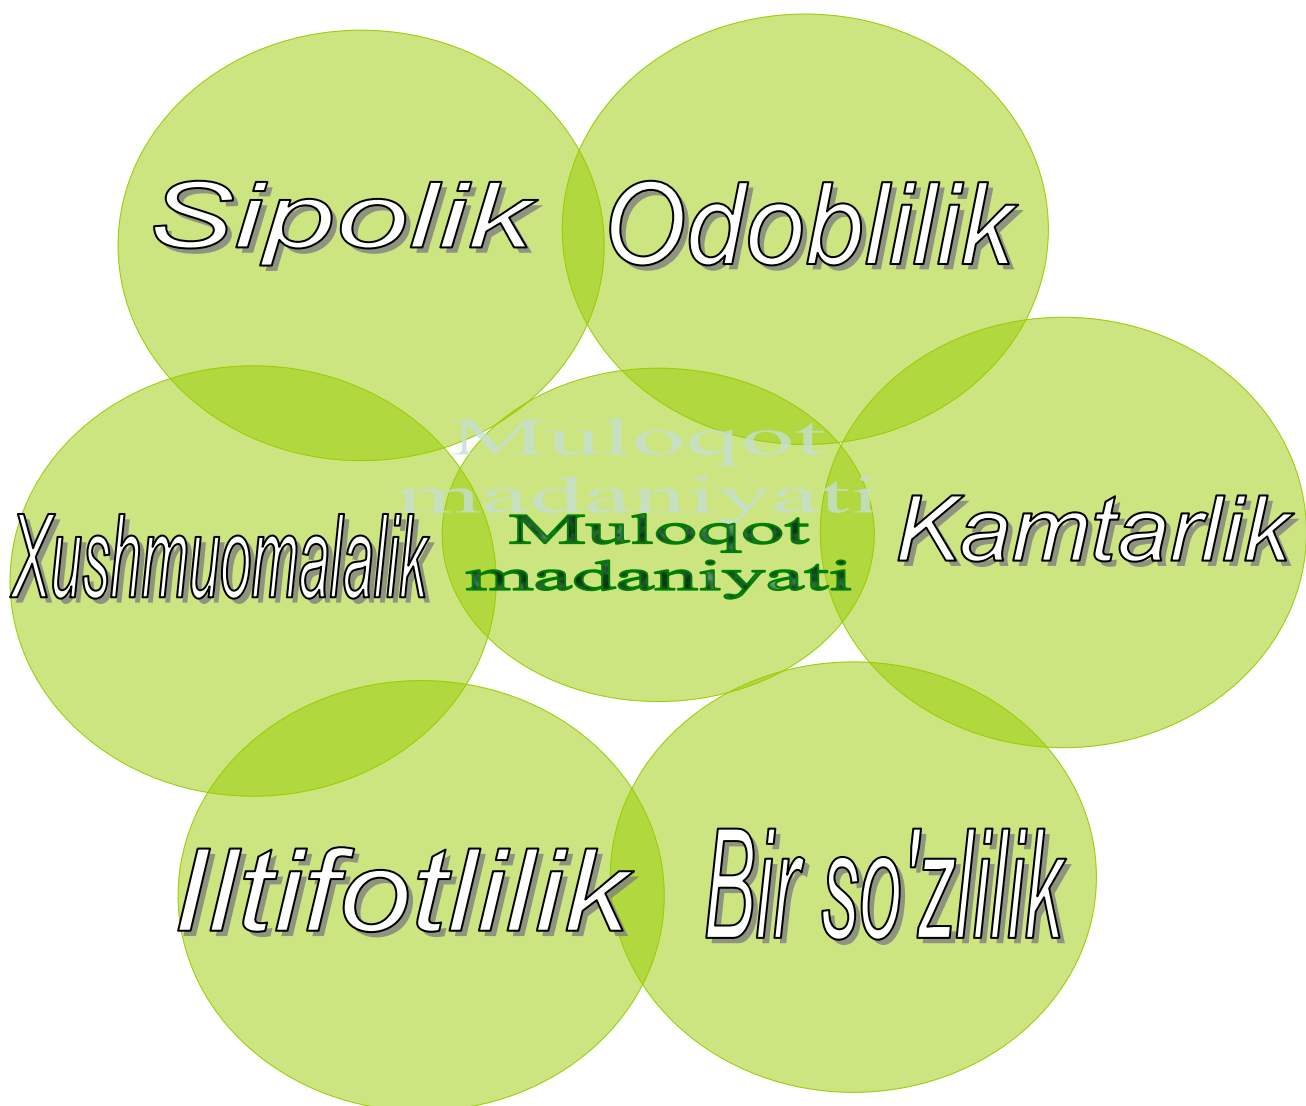 Sipolik
Odoblilik
Muloqot
madaniyati
Muloqot
madaniyati
Xushmuomalalik
Kamtarlik
Iltifotlilik
Bir so'zlilik